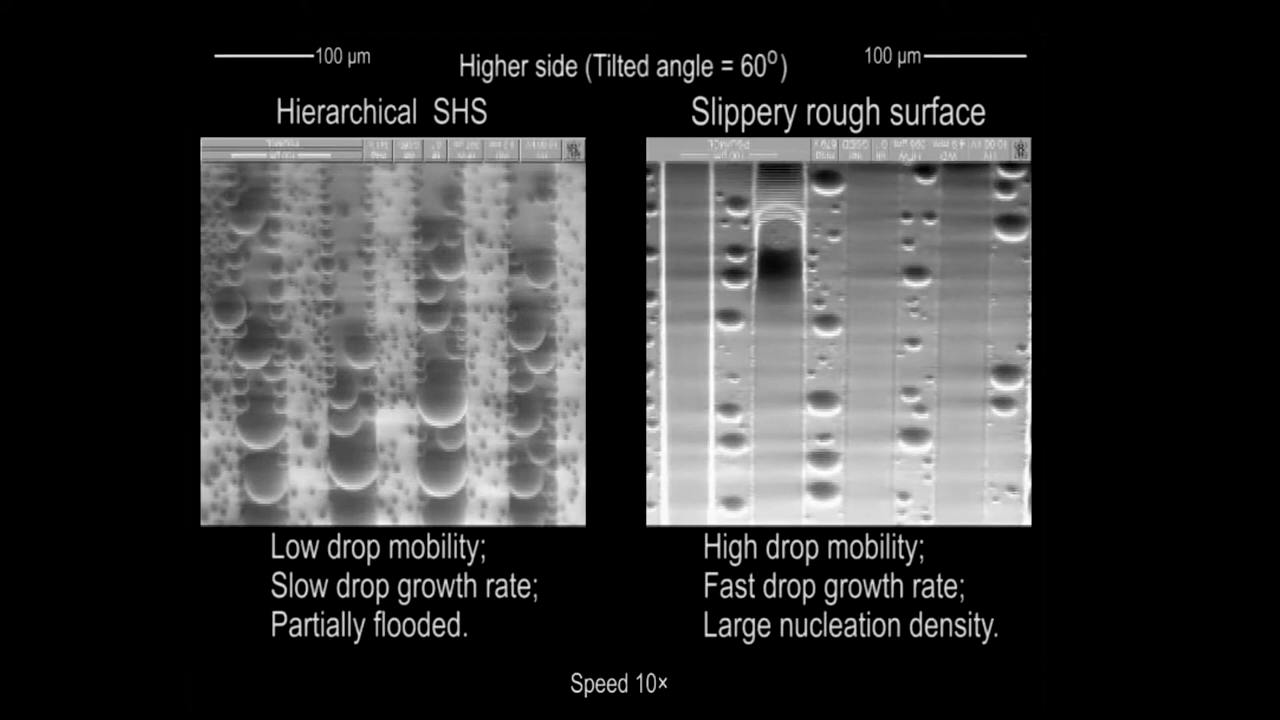 100 µm
Higher side (Tilted angle = 60°)
100 µm
Hierarchical SHS
Slippery rough surface
Low drop mobility;
Slow drop growth rate;
Partially flooded.
High drop mobility;
Fast drop growth rate;
Large nucleation density.
Speed 10×